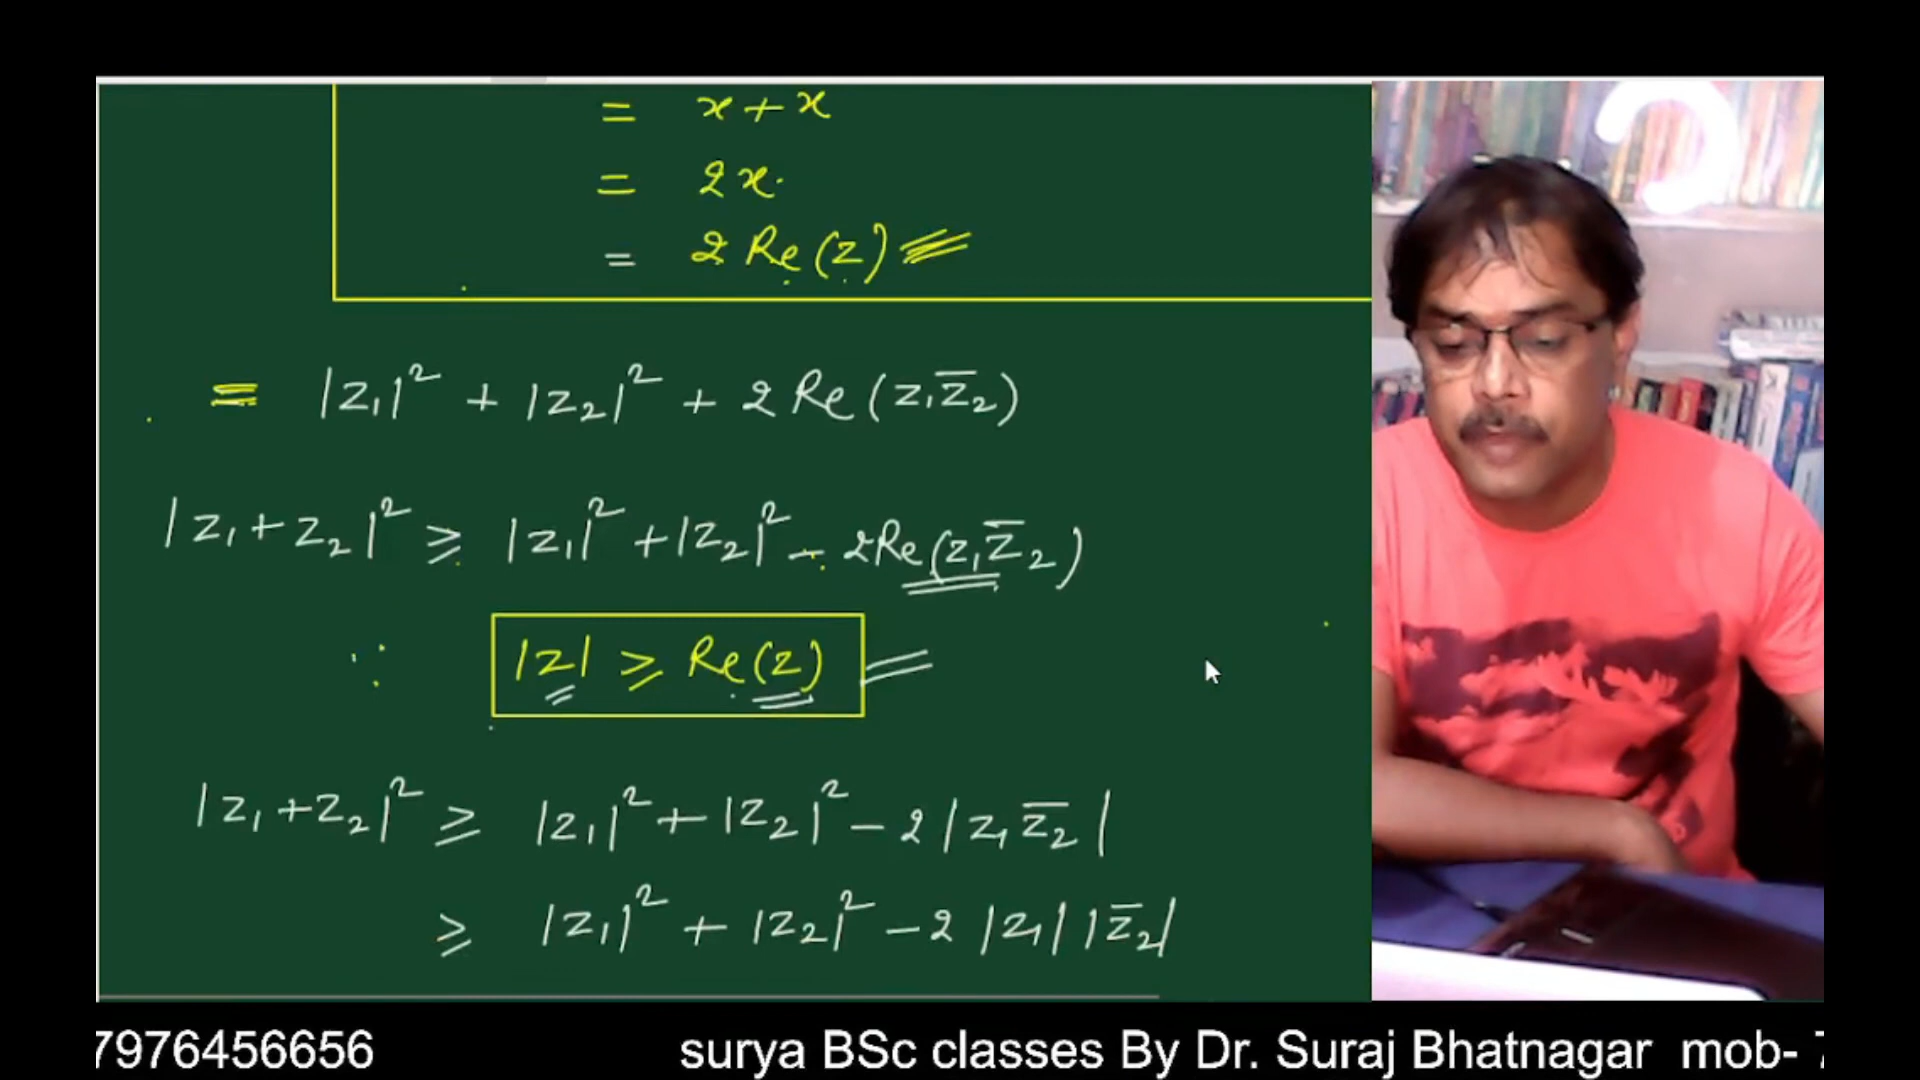 = x + x
= 2x.
= 2 Re(z)
= |z₁|² + |z₂|² + 2 Re(z₁z̅₂)
|z₁ + z₂|² ≥ |z₁|² + |z₂|² - 2Re(z₁z̅₂)
∵ |z| ≥ Re(z)
|z₁ + z₂|² ≥ |z₁|² + |z₂|² - 2|z₁ z̅₂|
≥ |z₁|² + |z₂|² - 2 |z₁| |z̅₂|
7976456656 surya BSc classes By Dr. Suraj Bhatnagar mob-